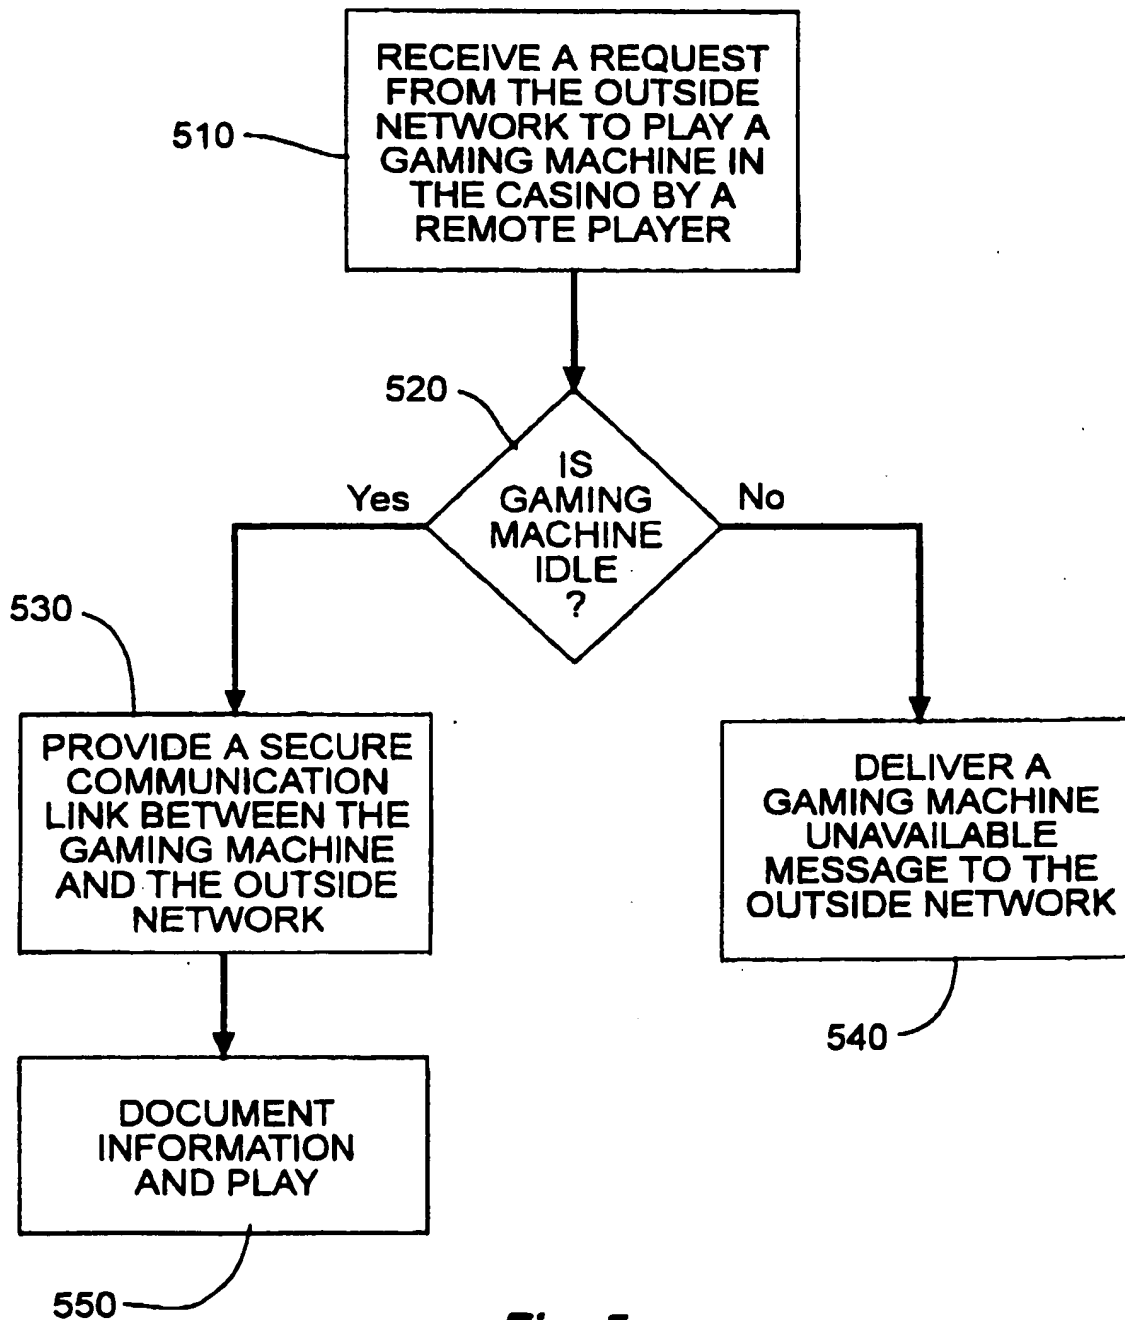 RECEIVE A REQUEST
FROM THE OUTSIDE
NETWORK TO PLAY A
GAMING MACHINE IN
THE CASINO BY A
REMOTE PLAYER
510
520
IS
GAMING
MACHINE
IDLE
?
Yes
No
530
PROVIDE A SECURE
COMMUNICATION
LINK BETWEEN THE
GAMING MACHINE
AND THE OUTSIDE
NETWORK
DELIVER A
GAMING MACHINE
UNAVAILABLE
MESSAGE TO THE
OUTSIDE NETWORK
540
DOCUMENT
INFORMATION
AND PLAY
550